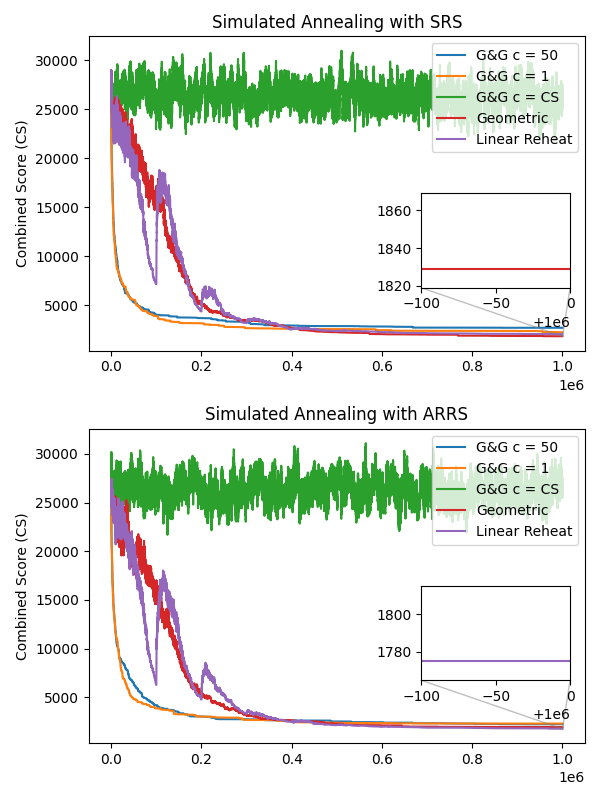 Simulated Annealing with SRS
Combined Score (CS)
30000
25000
20000
15000
10000
5000
G&G c = 50
G&G c = 1
G&G c = CS
Geometric
Linear Reheat
1860
1840
1820
−100
−50
0
+1e6
0.0
0.2
0.4
0.6
0.8
1.0
1e6
Simulated Annealing with ARRS
Combined Score (CS)
30000
25000
20000
15000
10000
5000
G&G c = 50
G&G c = 1
G&G c = CS
Geometric
Linear Reheat
1800
1780
−100
−50
0
+1e6
0.0
0.2
0.4
0.6
0.8
1.0
1e6